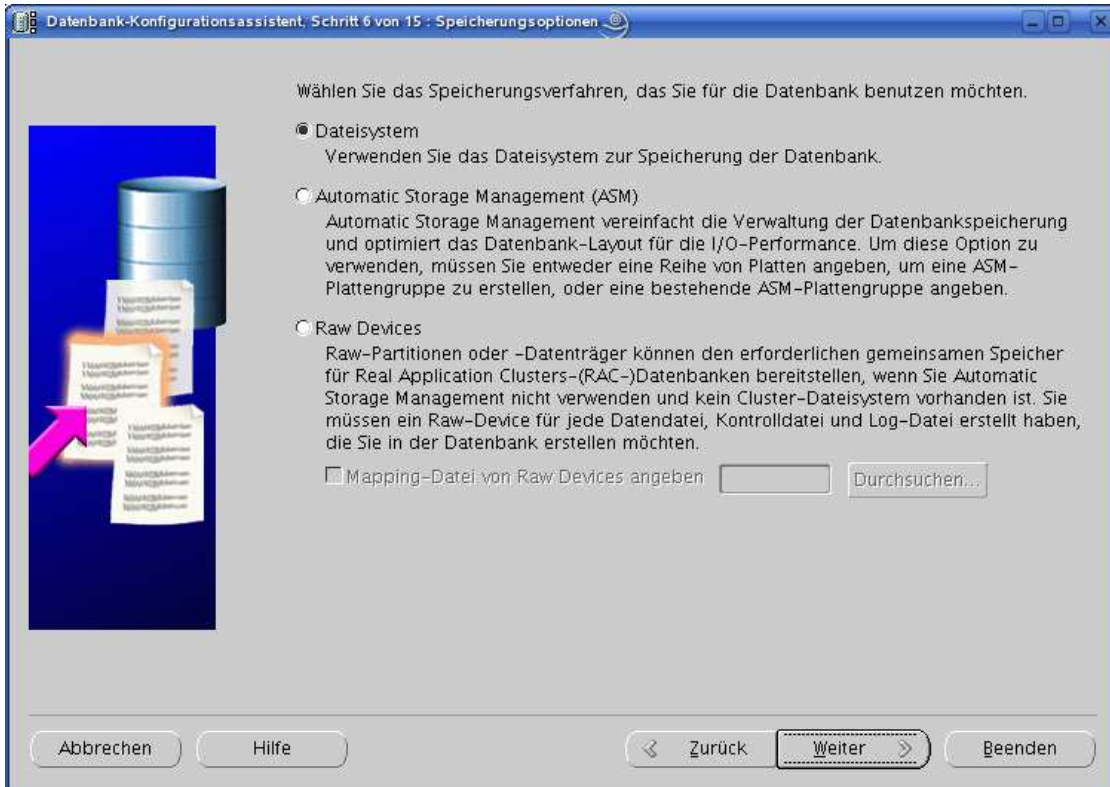 Datenbank-Konfigurationsassistent, Schritt 6 von 15 : Speicherungsoptionen
Wählen Sie das Speicherungsverfahren, das Sie für die Datenbank benutzen möchten.
Dateisystem
Verwenden Sie das Dateisystem zur Speicherung der Datenbank.
Automatic Storage Management (ASM)
Automatic Storage Management vereinfacht die Verwaltung der Datenbankspeicherung
und optimiert das Datenbank-Layout für die I/O-Performance. Um diese Option zu
verwenden, müssen Sie entweder eine Reihe von Platten angeben, um eine ASM-
Plattengruppe zu erstellen, oder eine bestehende ASM-Plattengruppe angeben.
Raw Devices
Raw-Partitionen oder -Datenträger können den erforderlichen gemeinsamen Speicher
für Real Application Clusters-(RAC-)Datenbanken bereitstellen, wenn Sie Automatic
Storage Management nicht verwenden und kein Cluster-Dateisystem vorhanden ist. Sie
müssen ein Raw-Device für jede Datendatei, Kontrolldatei und Log-Datei erstellt haben,
die Sie in der Datenbank erstellen möchten.
Mapping-Datei von Raw Devices angeben
Durchsuchen...
Abbrechen
Hilfe
Zurück
Weiter
Beenden